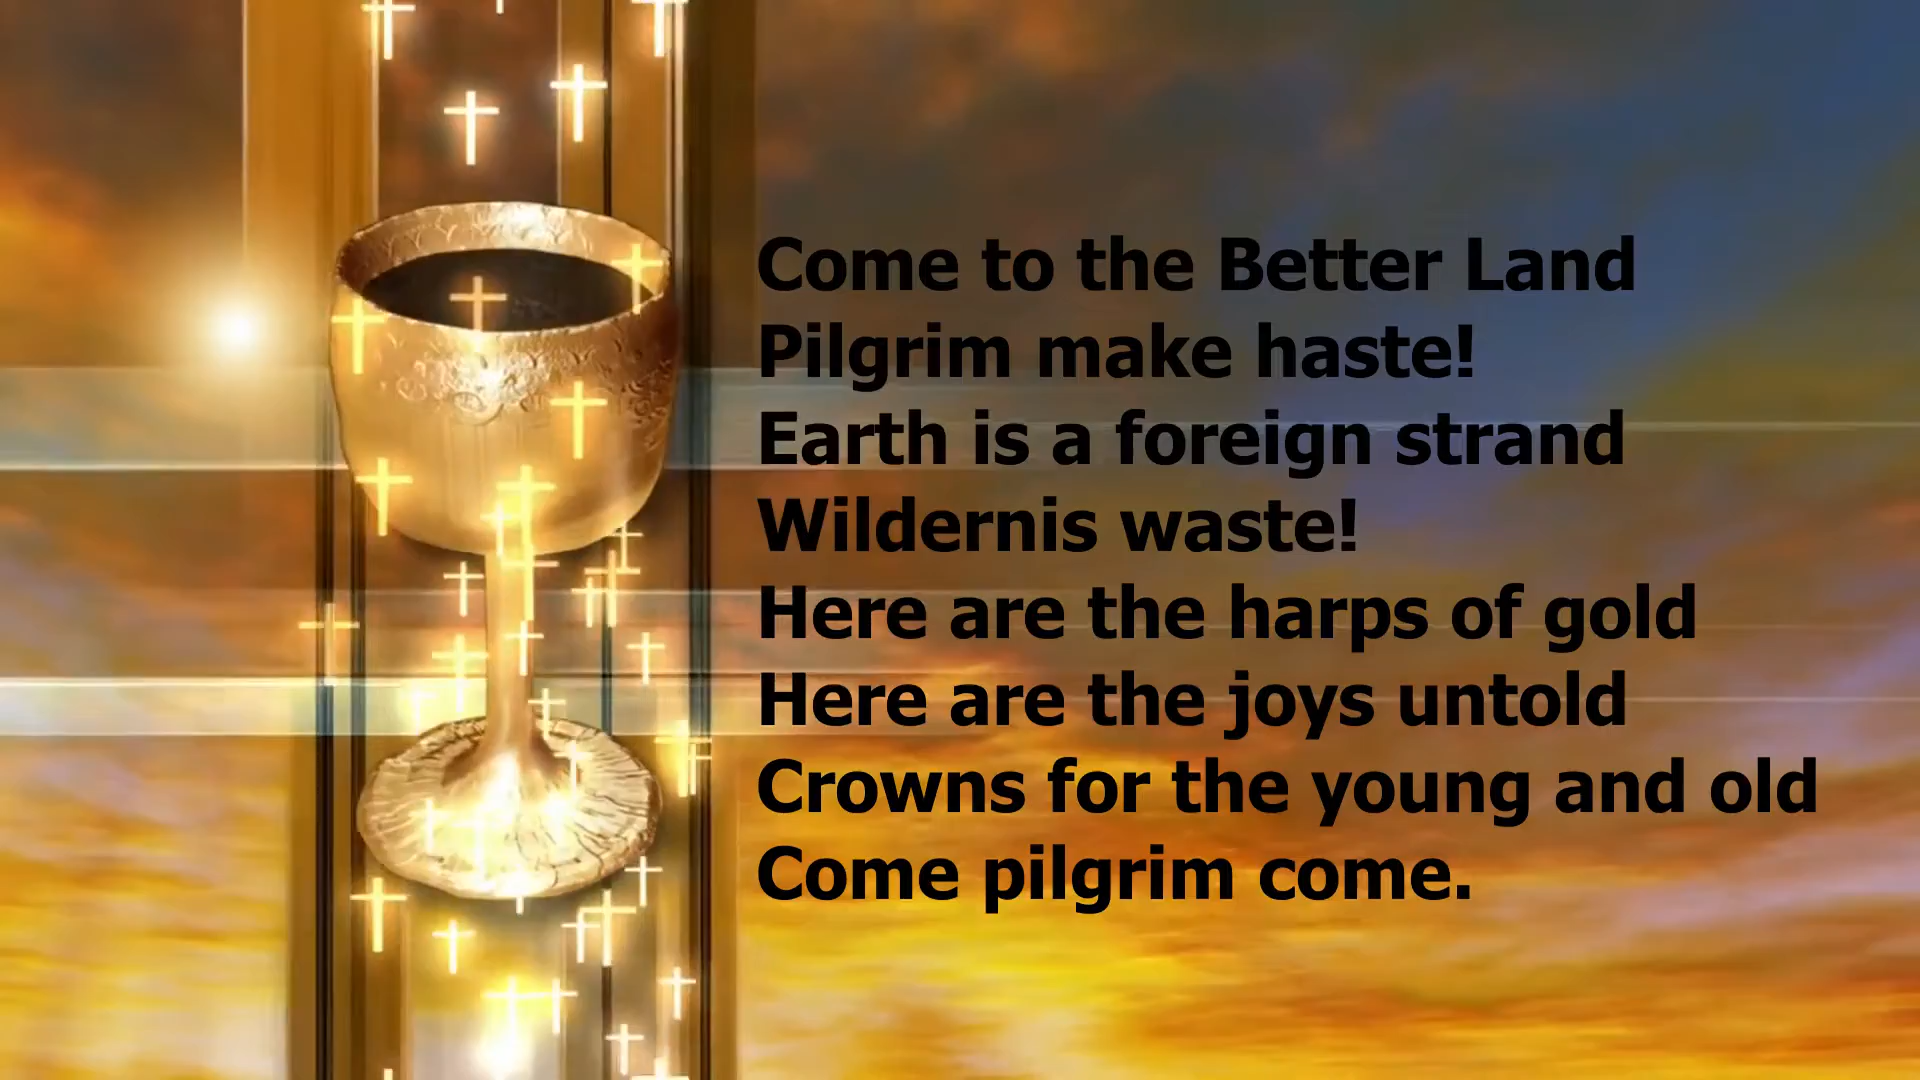 Come to the Better Land
Pilgrim make haste!
Earth is a foreign strand
Wildernis waste!
Here are the harps of gold
Here are the joys untold
Crowns for the young and old
Come pilgrim come.